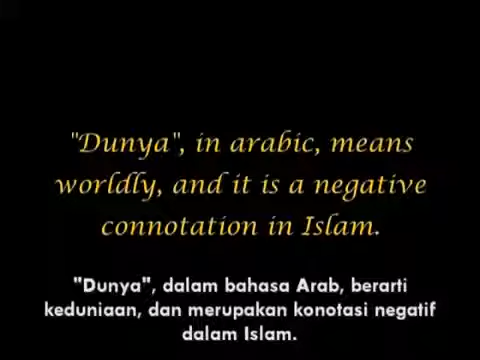 "Dunya", in arabic, means
worldly, and it is a negative
connotation in Islam.
"Dunya", dalam bahasa Arab, berarti
keduniaan, dan merupakan konotasi negatif
dalam Islam.